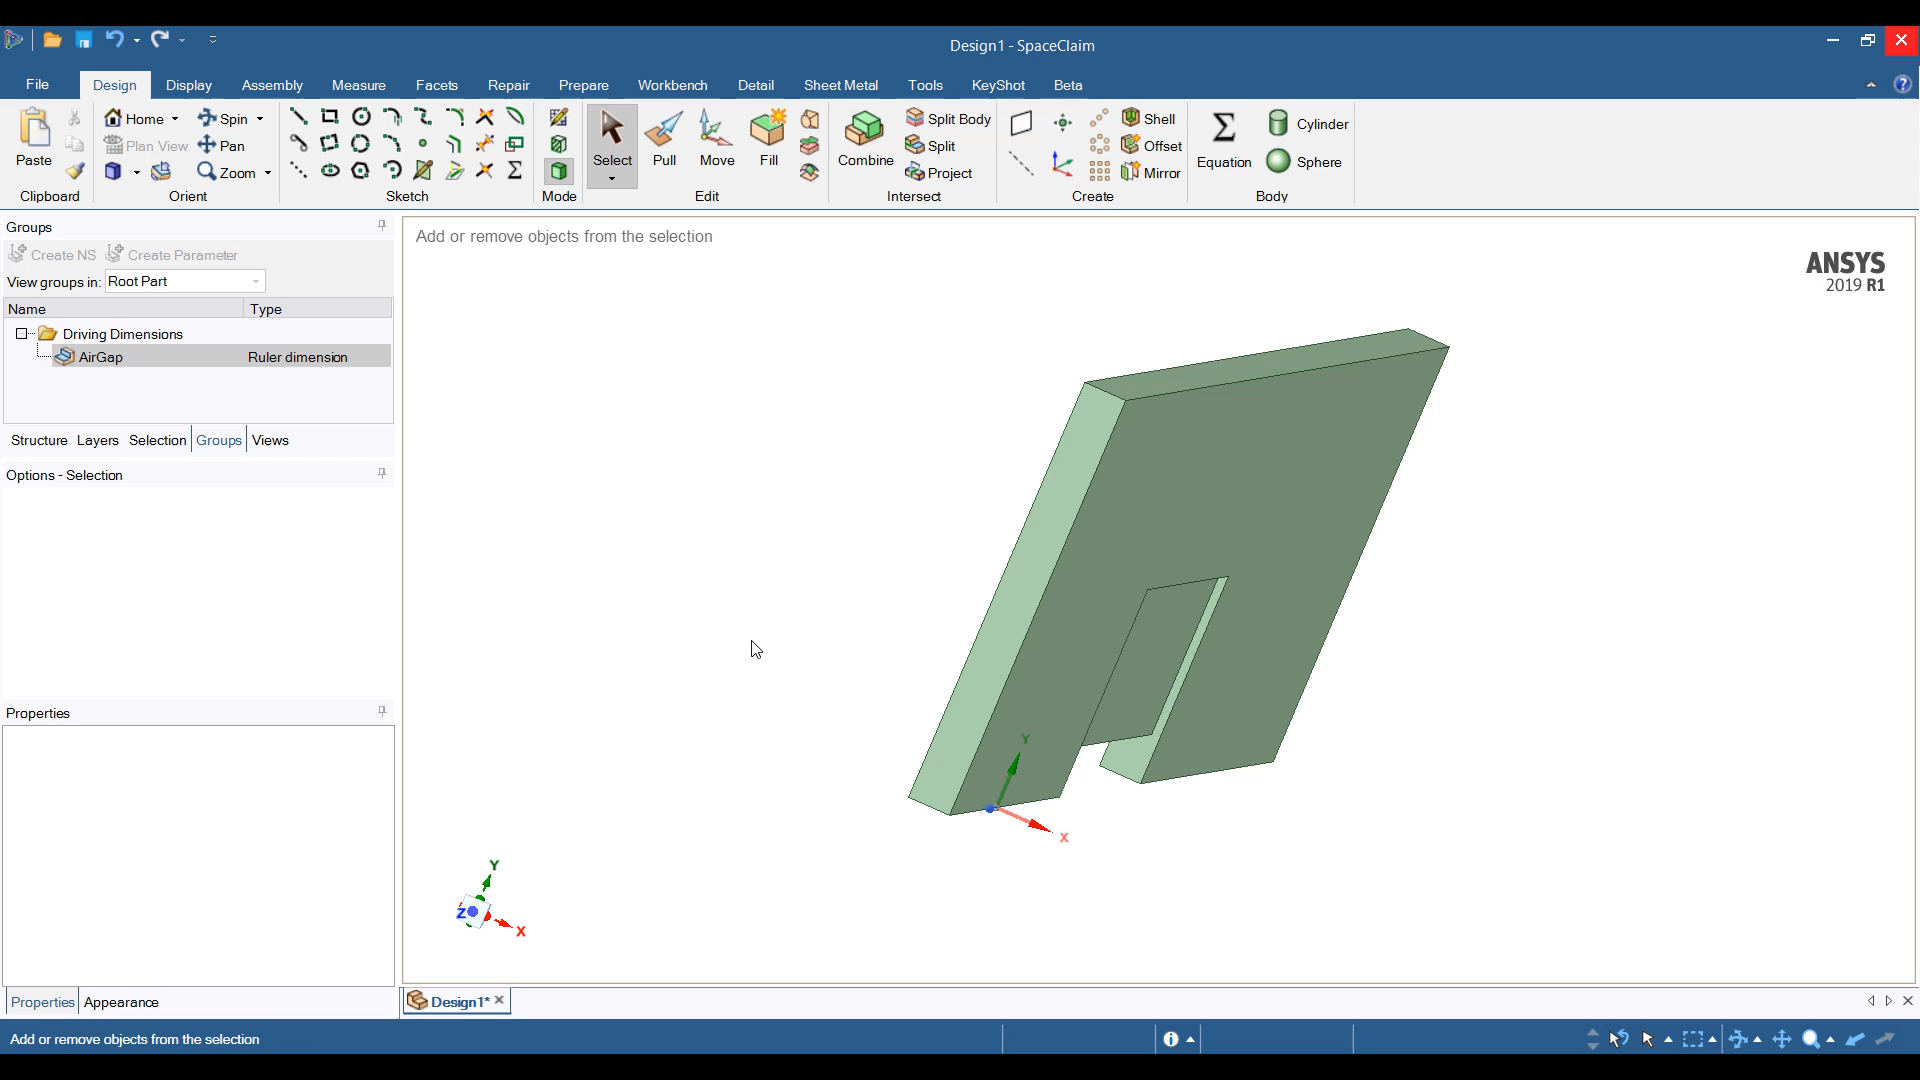 Design1 - SpaceClaim
File Design Display Assembly Measure Facets Repair Prepare Workbench Detail Sheet Metal Tools KeyShot Beta
Home Spin Split Body Shell Cylinder
Plan View Pan Split Offset
Paste Select Pull Move Fill Combine Equation Sphere
Zoom Project Mirror
Clipboard Orient Sketch Mode Edit Intersect Create Body
Groups
Create NS Create Parameter
View groups in: Root Part
Name Type
Driving Dimensions
AirGap Ruler dimension
Structure Layers Selection Groups Views
Options - Selection
Properties
Properties Appearance
Add or remove objects from the selection
ANSYS
2019 R1
Y
X
Y
Z
X
Design1*
Add or remove objects from the selection